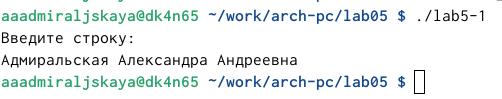 aaadmiraljskaya@dk4n65 ~/work/arch-pc/lab05 $ ./lab5-1
Введите строку:
Адмиральская Александра Андреевна
aaadmiraljskaya@dk4n65 ~/work/arch-pc/lab05 $